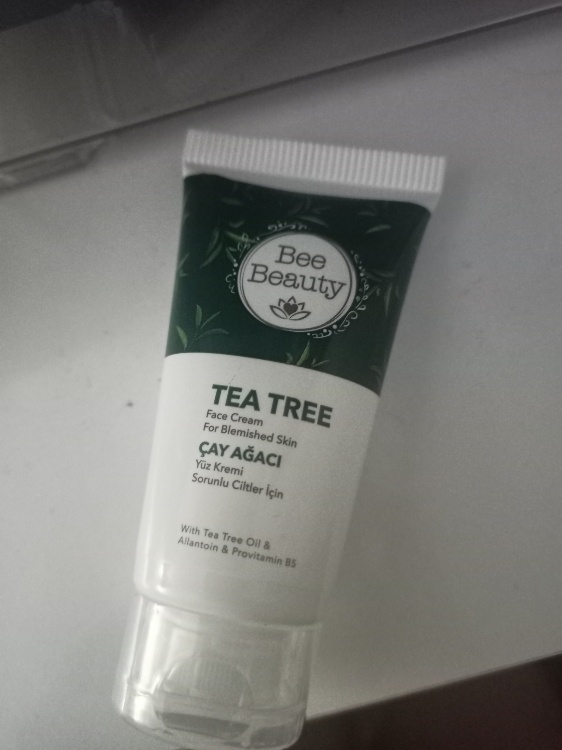 Bee
Beauty
TEA TREE
Face Cream
For Blemished Skin
ÇAY AĞACI
Yüz Kremi
Sorunlu Ciltler İçin
With Tea Tree Oil &
Allantoin & Provitamin B5